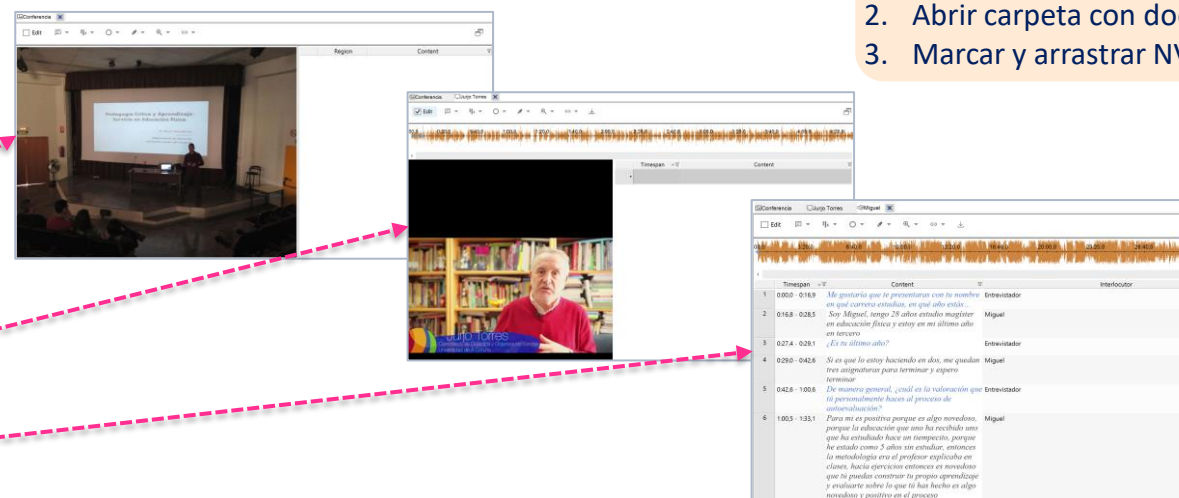 2. Abrir carpeta con do
3. Marcar y arrastrar NV
Conferencia
Edit
Region Content
Pedagogía Crítica y Aprendizaje-
Servicio en Educación Física
Conferencia Jurjo Torres
Edit
Timespan Content
Jurjo Torres
Conferencia Jurjo Torres Miguel
Edit
Timespan Content Interlocutor
1 0:00,0 - 0:16,9 Me gustaría que te presentaras con tu nombre Entrevistador
en qué carrera estudias, en qué año estás...
2 0:16,8 - 0:28,5 Soy Miguel, tengo 28 años estudio magíster Miguel
en educación física y estoy en mi último año
en tercero
3 0:27,4 - 0:29,1 ¿Es tu último año? Entrevistador
4 0:29,0 - 0:42,6 Si es que lo estoy haciendo en dos, me quedan Miguel
tres asignaturas para terminar y espero
terminar
5 0:42,6 - 1:00,6 De manera general, ¿cuál es la valoración que Entrevistador
tú personalmente haces al proceso de
autoevaluación?
6 1:00,5 - 1:33,1 Para mi es positiva porque es algo novedoso, Miguel
porque la educación que uno ha recibido uno
que ha estudiado hace un tiempecito, porque
he estado como 5 años sin estudiar, entonces
la metodología era el profesor explicaba en
clases, hacía ejercicios entonces es novedoso
que tú puedas construir tu propio aprendizaje
y evaluarte sobre lo que tú has hecho es algo
novedoso y positivo en el proceso